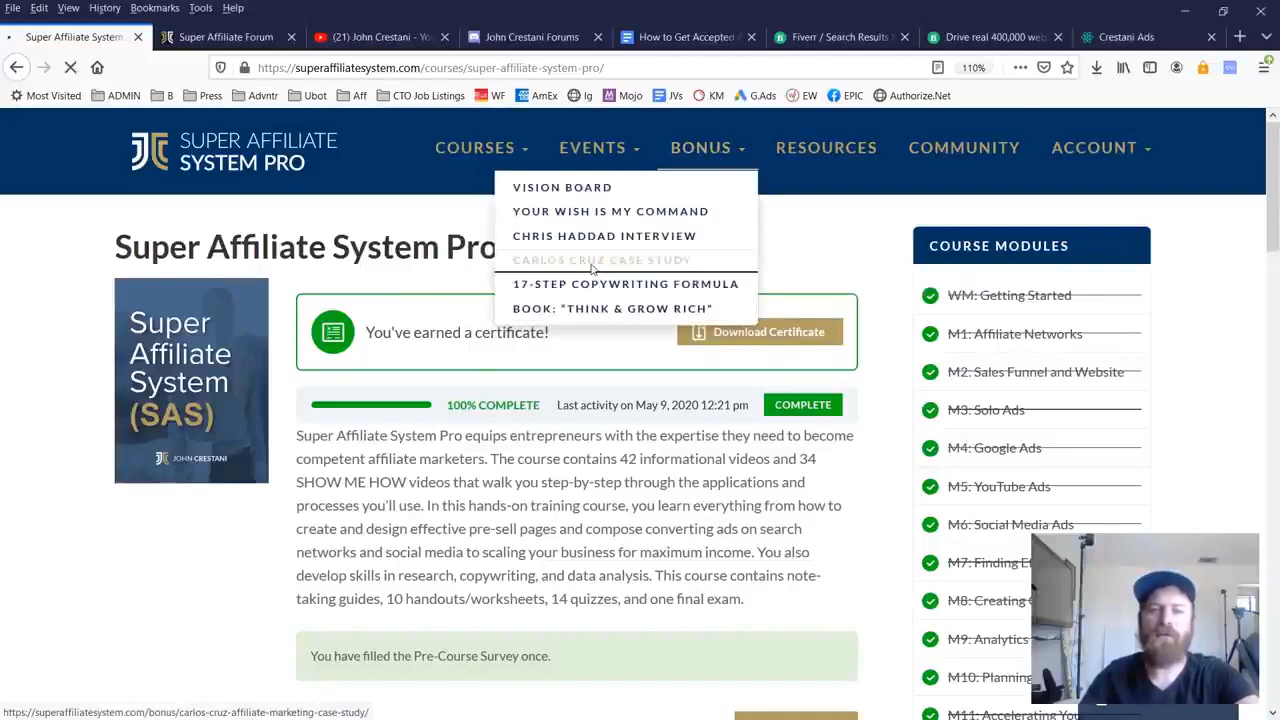 File Edit View History Bookmarks Tools Help
Super Affiliate System
Super Affiliate Forum
(21) John Crestani - Yo
John Crestani Forums
How to Get Accepted
Fiverr / Search Results
Drive real 400,000 web
Crestani Ads
https://superaffiliatesystem.com/courses/super-affiliate-system-pro/
110%
Most Visited ADMIN B Press Advntr Ubot Aff CTO Job Listings WF AmEx Ig Mojo JVs KM G.Ads EW EPIC Authorize.Net
SUPER AFFILIATE
SYSTEM PRO
COURSES EVENTS BONUS RESOURCES COMMUNITY ACCOUNT
VISION BOARD
YOUR WISH IS MY COMMAND
CHRIS HADDAD INTERVIEW
CARLOS CRUZ CASE STUDY
17-STEP COPYWRITING FORMULA
BOOK: "THINK & GROW RICH"
Super Affiliate System Pro
Super
Affiliate
System
(SAS)
JOHN CRESTANI
You've earned a certificate!
Download Certificate
100% COMPLETE Last activity on May 9, 2020 12:21 pm COMPLETE
Super Affiliate System Pro equips entrepreneurs with the expertise they need to become
competent affiliate marketers. The course contains 42 informational videos and 34
SHOW ME HOW videos that walk you step-by-step through the applications and
processes you'll use. In this hands-on training course, you learn everything from how to
create and design effective pre-sell pages and compose converting ads on search
networks and social media to scaling your business for maximum income. You also
develop skills in research, copywriting, and data analysis. This course contains note-
taking guides, 10 handouts/worksheets, 14 quizzes, and one final exam.
You have filled the Pre-Course Survey once.
COURSE MODULES
WM: Getting Started
M1: Affiliate Networks
M2: Sales Funnel and Website
M3: Solo Ads
M4: Google Ads
M5: YouTube Ads
M6: Social Media Ads
M7: Finding
M8: Creating
M9: Analytics
M10: Planning
M11: Accelerating
https://superaffiliatesystem.com/bonus/carlos-cruz-affiliate-marketing-case-study/